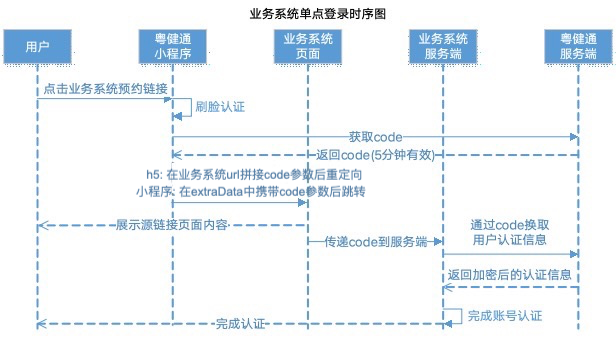 业务系统单点登录时序图
用户
粤健通
小程序
业务系统
页面
业务系统
服务端
粤健通
服务端
点击业务系统预约链接
刷脸认证
获取code
返回code(5分钟有效)
h5: 在业务系统url拼接code参数后重定向
小程序: 在extraData中携带code参数后跳转
展示源链接页面内容
传递code到服务端
通过code换取
用户认证信息
返回加密后的认证信息
完成账号认证
完成认证